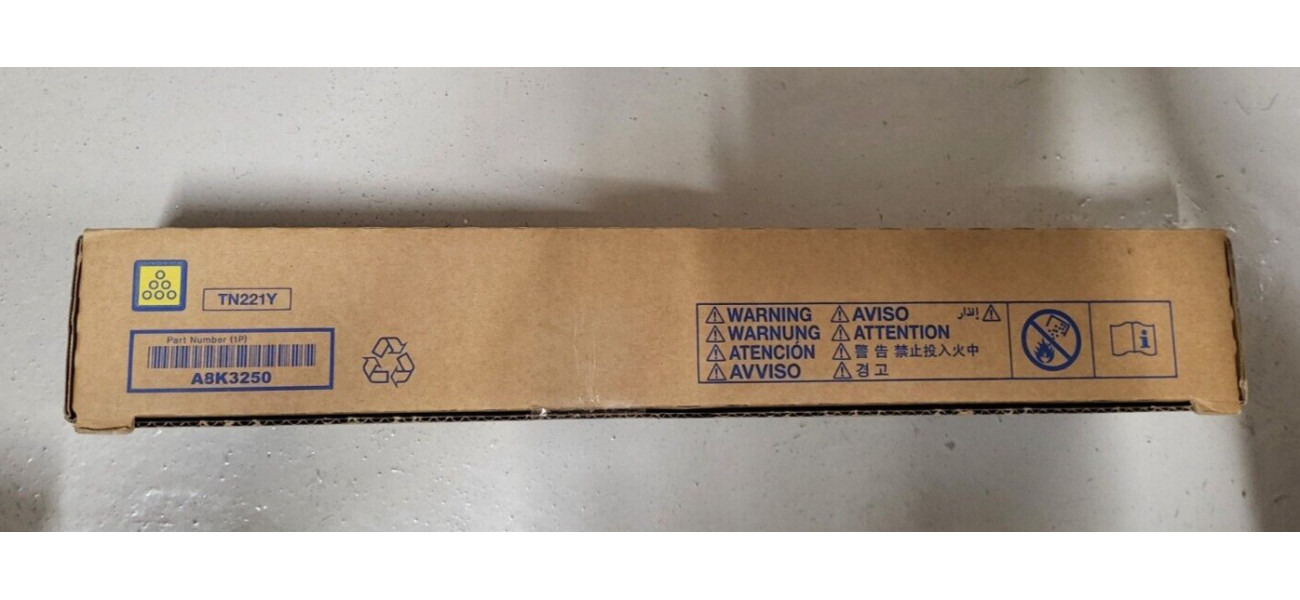 TN221Y
Part Number (1P)
A8K3250
WARNING
WARNUNG
ATENCIÓN
AVVISO
AVISO
ATTENTION
警告 禁止投入火中
경고
إنذار